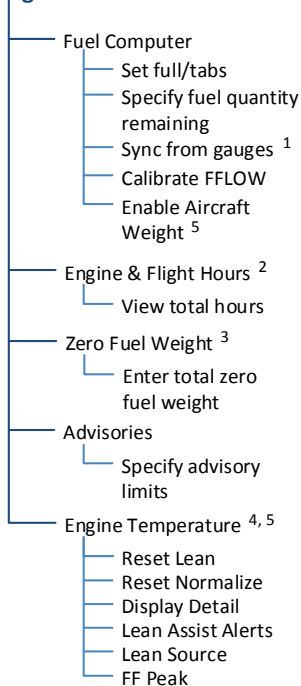 Fuel Computer
Set full/tabs
Specify fuel quantity
remaining
Sync from gauges 1
Calibrate FFLOW
Enable Aircraft
Weight 5
Engine & Flight Hours 2
View total hours
Zero Fuel Weight 3
Enter total zero
fuel weight
Advisories
Specify advisory
limits
Engine Temperature 4, 5
Reset Lean
Reset Normalize
Display Detail
Lean Assist Alerts
Lean Source
FF Peak